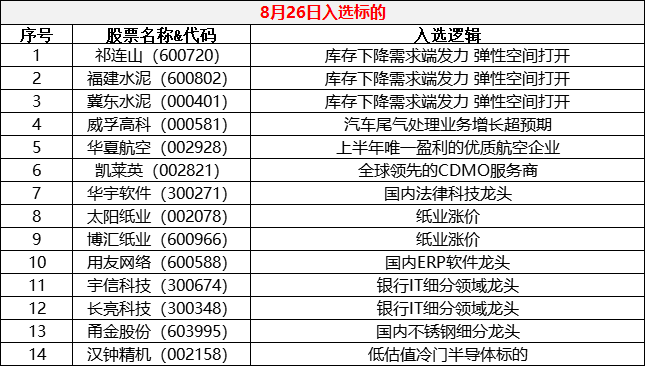 8月26日入选标的
序号 股票名称&代码 入选逻辑
1 祁连山（600720） 库存下降需求端发力 弹性空间打开
2 福建水泥（600802） 库存下降需求端发力 弹性空间打开
3 冀东水泥（000401） 库存下降需求端发力 弹性空间打开
4 威孚高科（000581） 汽车尾气处理业务增长超预期
5 华夏航空（002928） 上半年唯一盈利的优质航空企业
6 凯莱英（002821） 全球领先的CDMO服务商
7 华宇软件（300271） 国内法律科技龙头
8 太阳纸业（002078） 纸业涨价
9 博汇纸业（600966） 纸业涨价
10 用友网络（600588） 国内ERP软件龙头
11 宇信科技（300674） 银行IT细分领域龙头
12 长亮科技（300348） 银行IT细分领域龙头
13 甬金股份（603995） 国内不锈钢细分龙头
14 汉钟精机（002158） 低估值冷门半导体标的